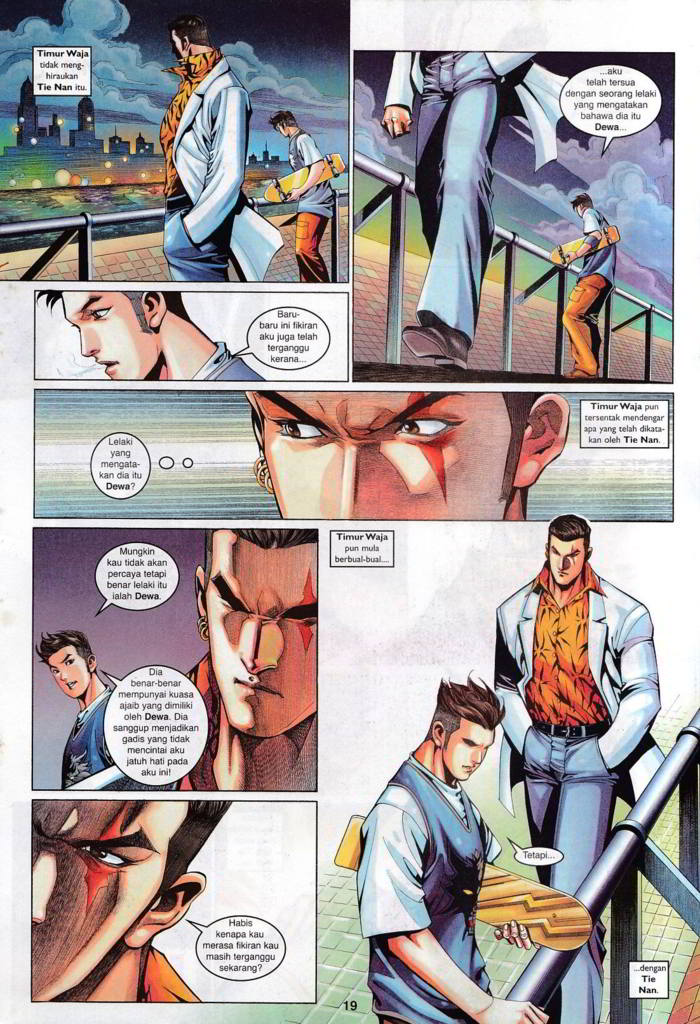 Timur Waja
tidak meng-
hiraukan
Tie Nan itu.
...aku
telah tersua
dengan seorang lelaki
yang mengatakan
bahawa dia itu
Dewa...
Baru-
baru ini fikiran
aku juga telah
terganggu
kerana...
Lelaki
yang
mengata-
kan dia itu
Dewa?
Timur Waja pun
tersentak mendengar
apa yang telah dikata-
kan oleh Tie Nan.
Mungkin
kau tidak akan
percaya tetapi
benar lelaki itu
ialah Dewa.
Dia
benar-benar
mempunyai kuasa
ajaib yang dimiliki
oleh Dewa. Dia
sanggup menjadikan
gadis yang tidak
mencintai aku
jatuh hati pada
aku ini!
Timur Waja
pun mula
berbual-bual....
...dengan
Tie
Nan.
Tetapi...
Habis
kenapa kau
merasa fikiran kau
masih terganggu
sekarang?
19